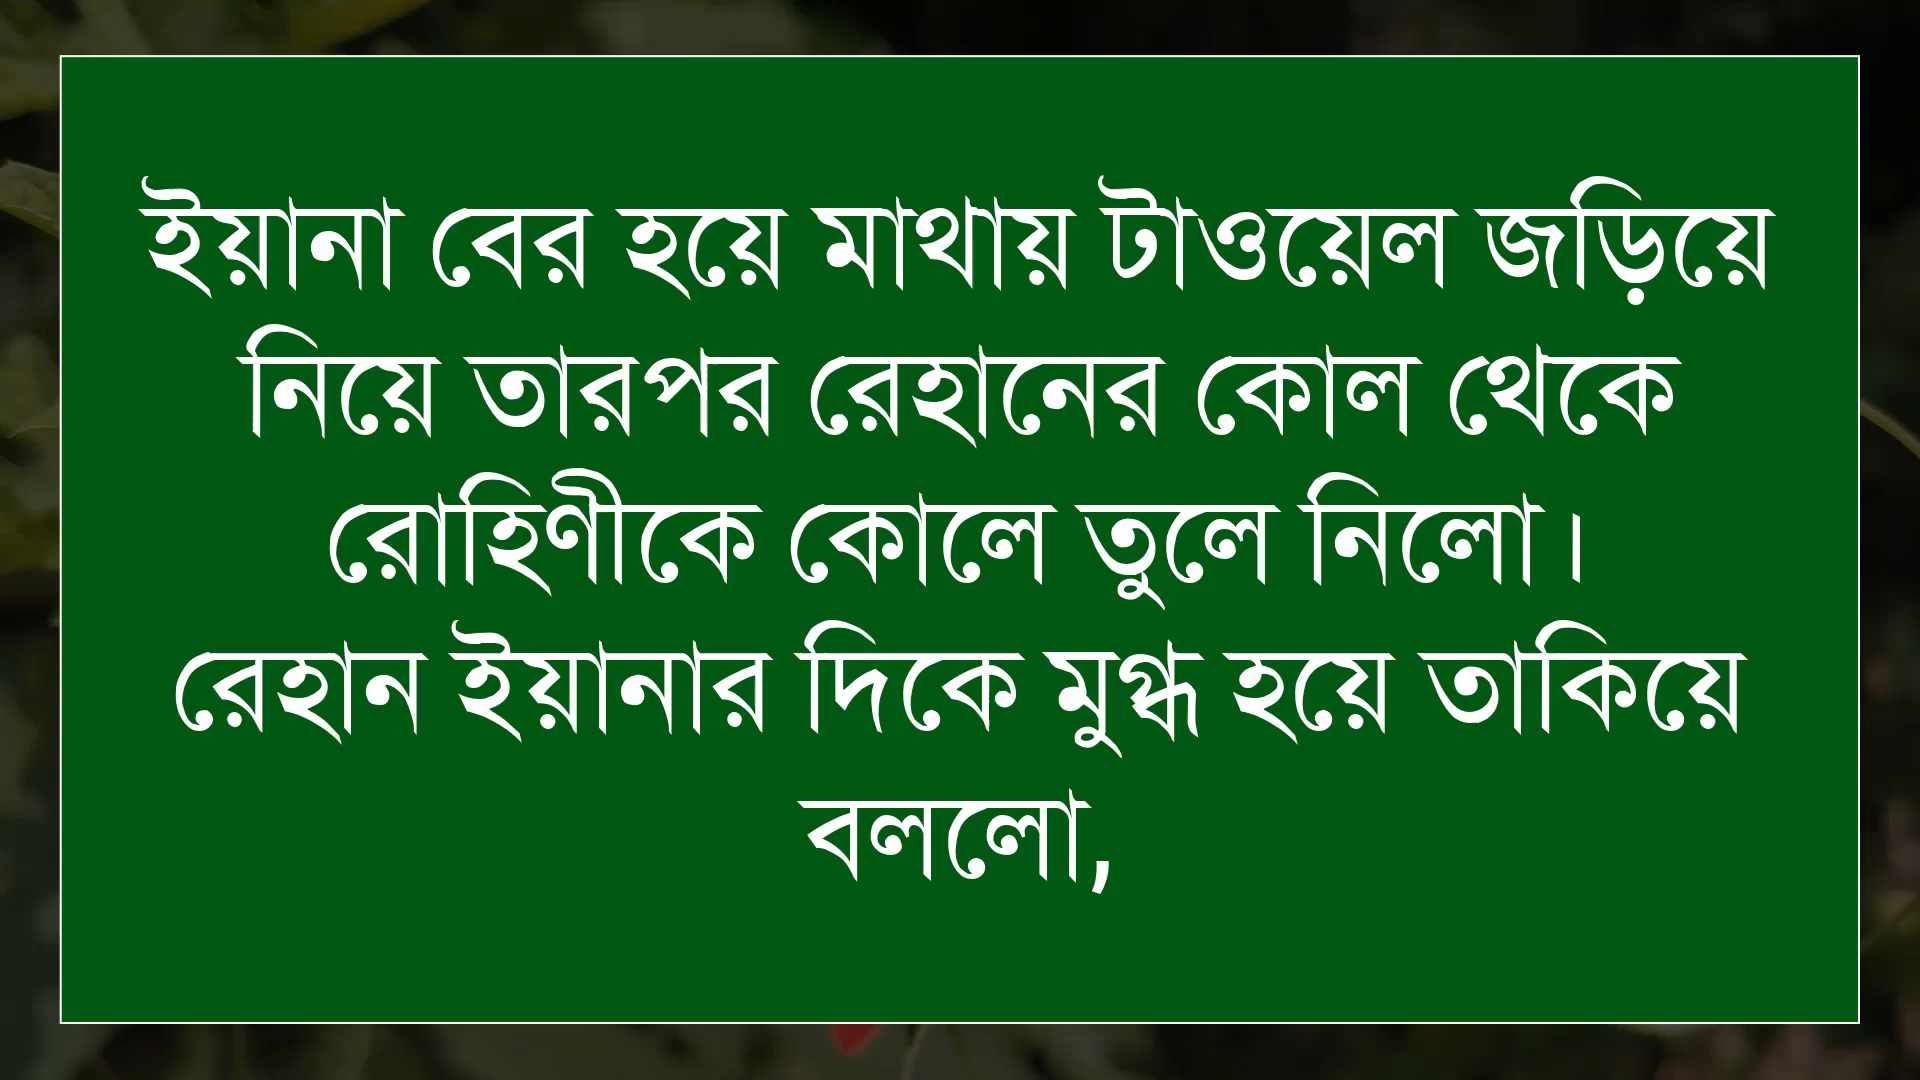 ইয়ানা বের হয়ে মাথায় টাওয়েল জড়িয়ে
নিয়ে তারপর রেহানের কোল থেকে
রোহিণীকে কোলে তুলে নিলো।
রেহান ইয়ানার দিকে মুগ্ধ হয়ে তাকিয়ে
বললো,